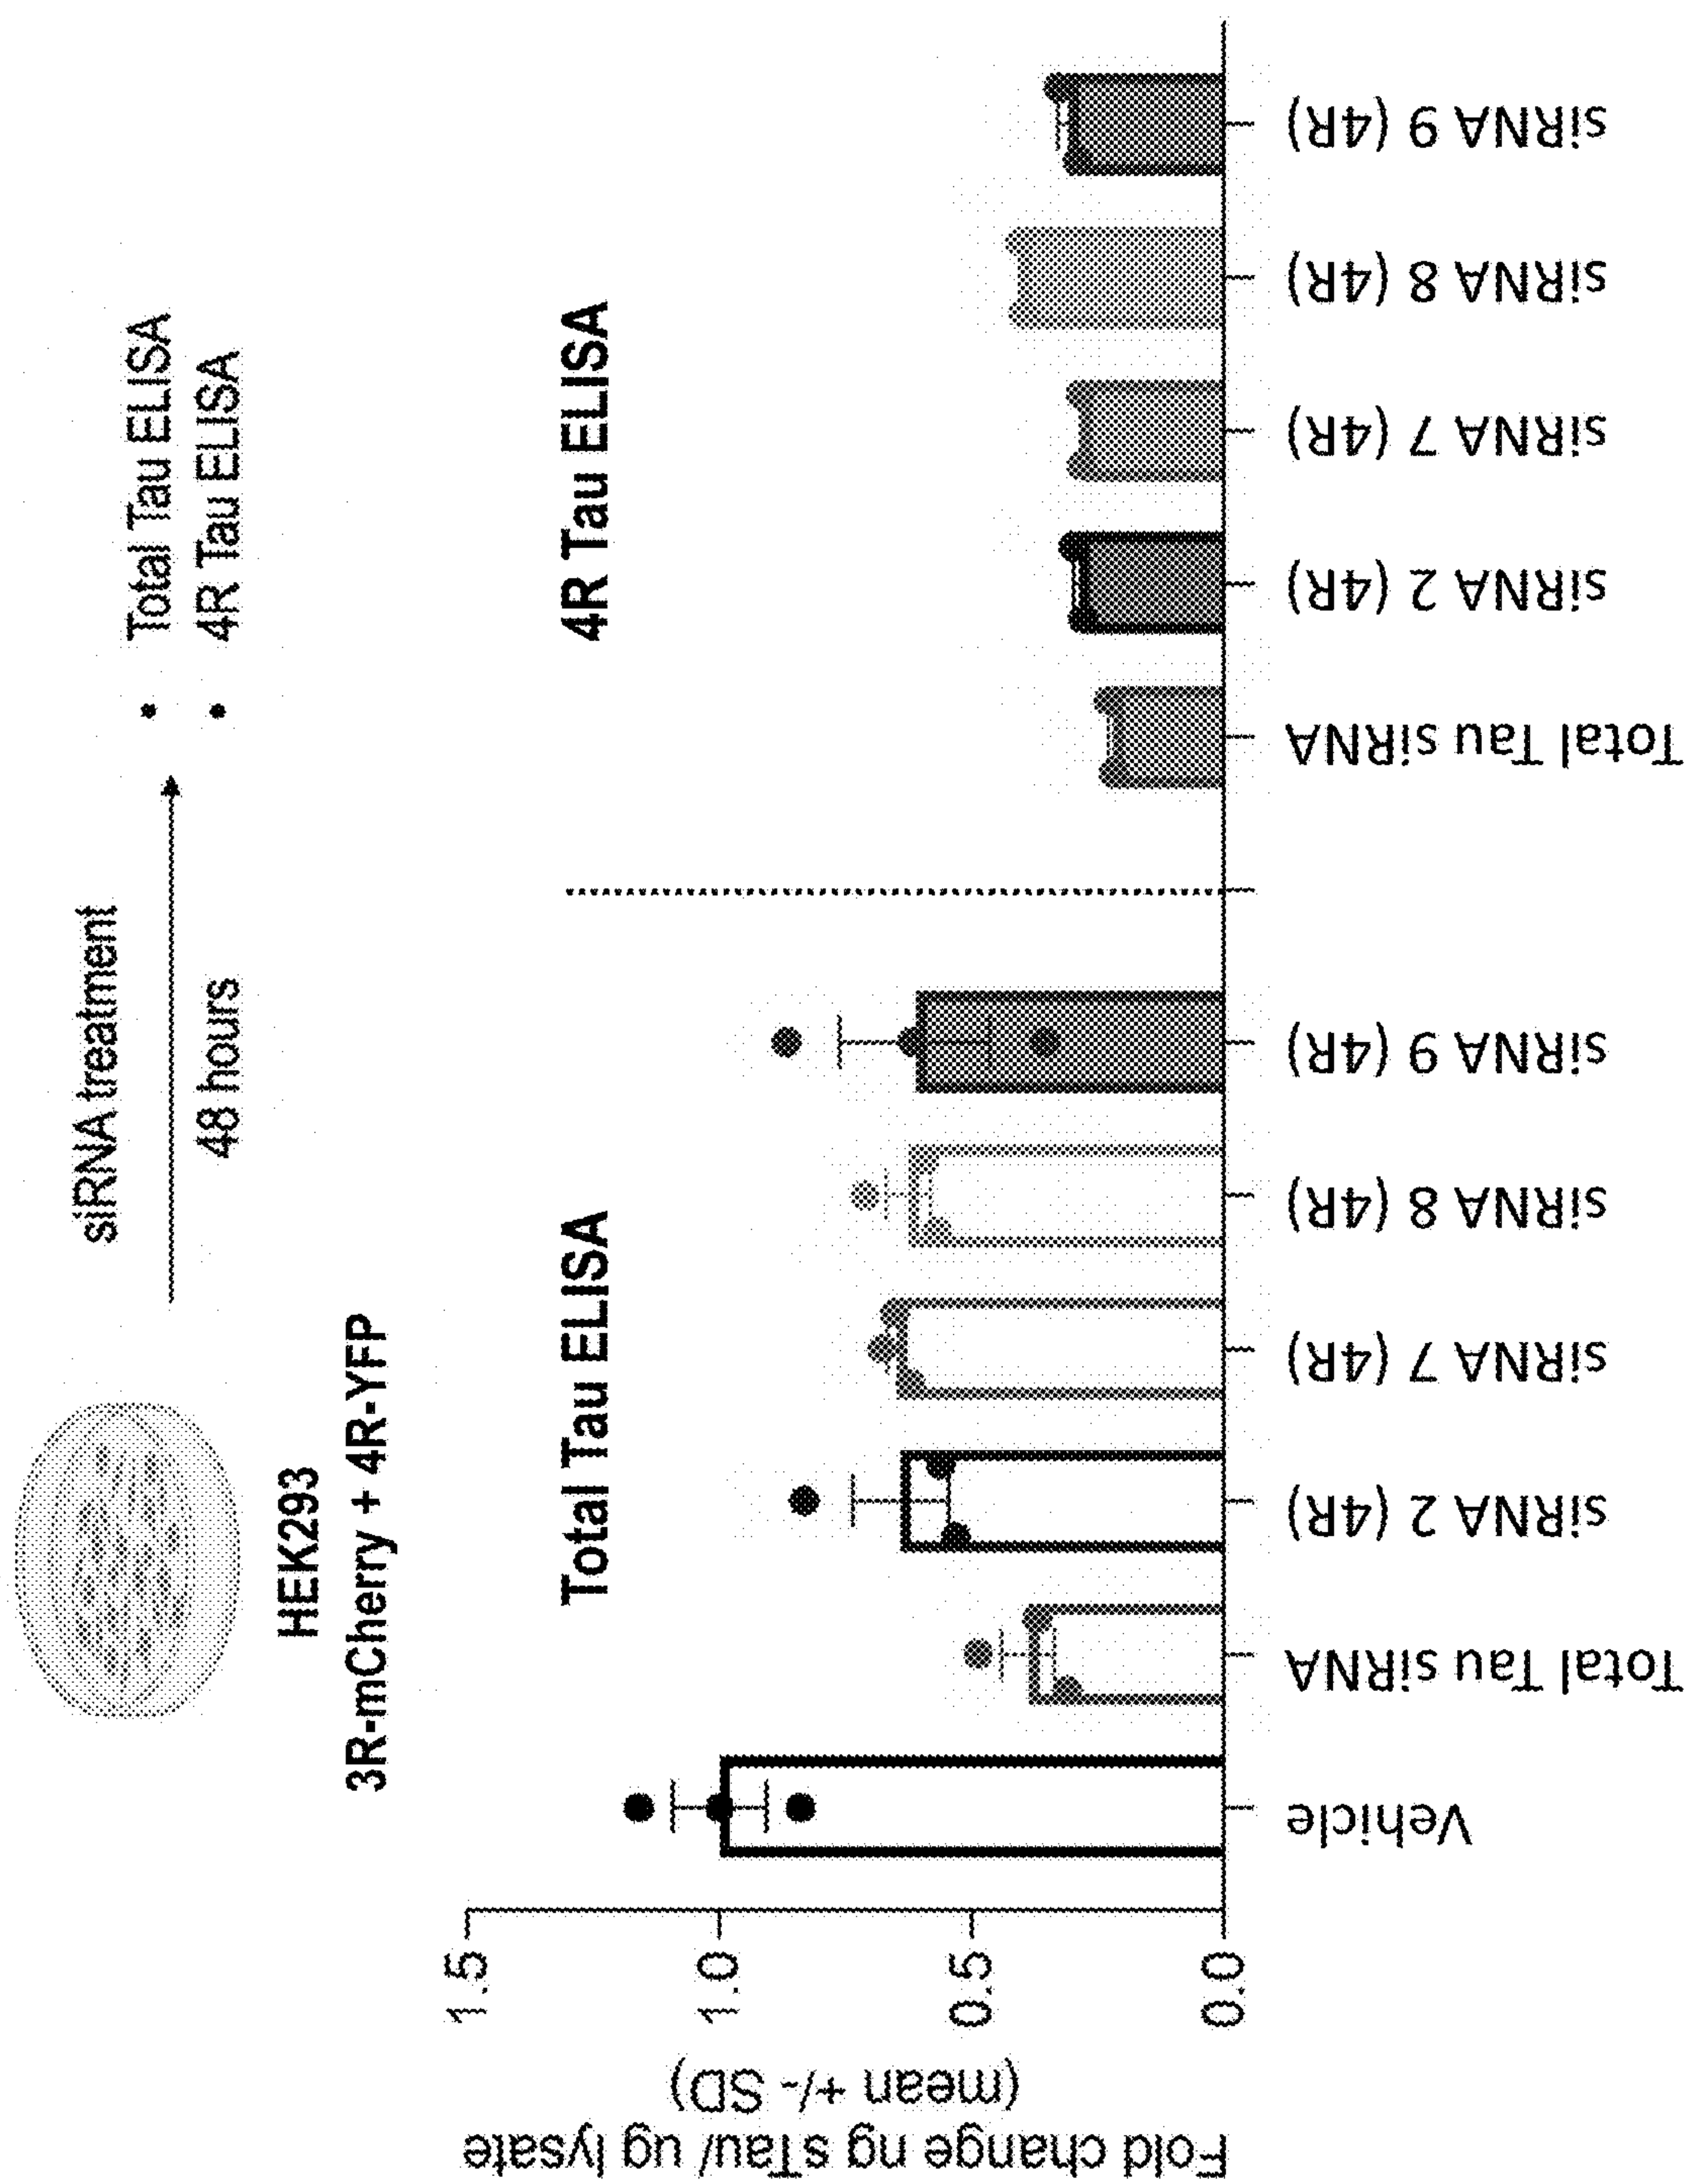 siRNA treatment
48 hours
• Total Tau ELISA
• 4R Tau ELISA
HEK293
3R-mCherry + 4R-YFP
Total Tau ELISA
4R Tau ELISA
Fold change ng sTau/ ug lysate
(mean +/- SD)
1.5
1.0
0.5
0.0
Vehicle
Total Tau siRNA
siRNA 2 (4R)
siRNA 7 (4R)
siRNA 8 (4R)
siRNA 9 (4R)
Total Tau siRNA
siRNA 2 (4R)
siRNA 7 (4R)
siRNA 8 (4R)
siRNA 9 (4R)